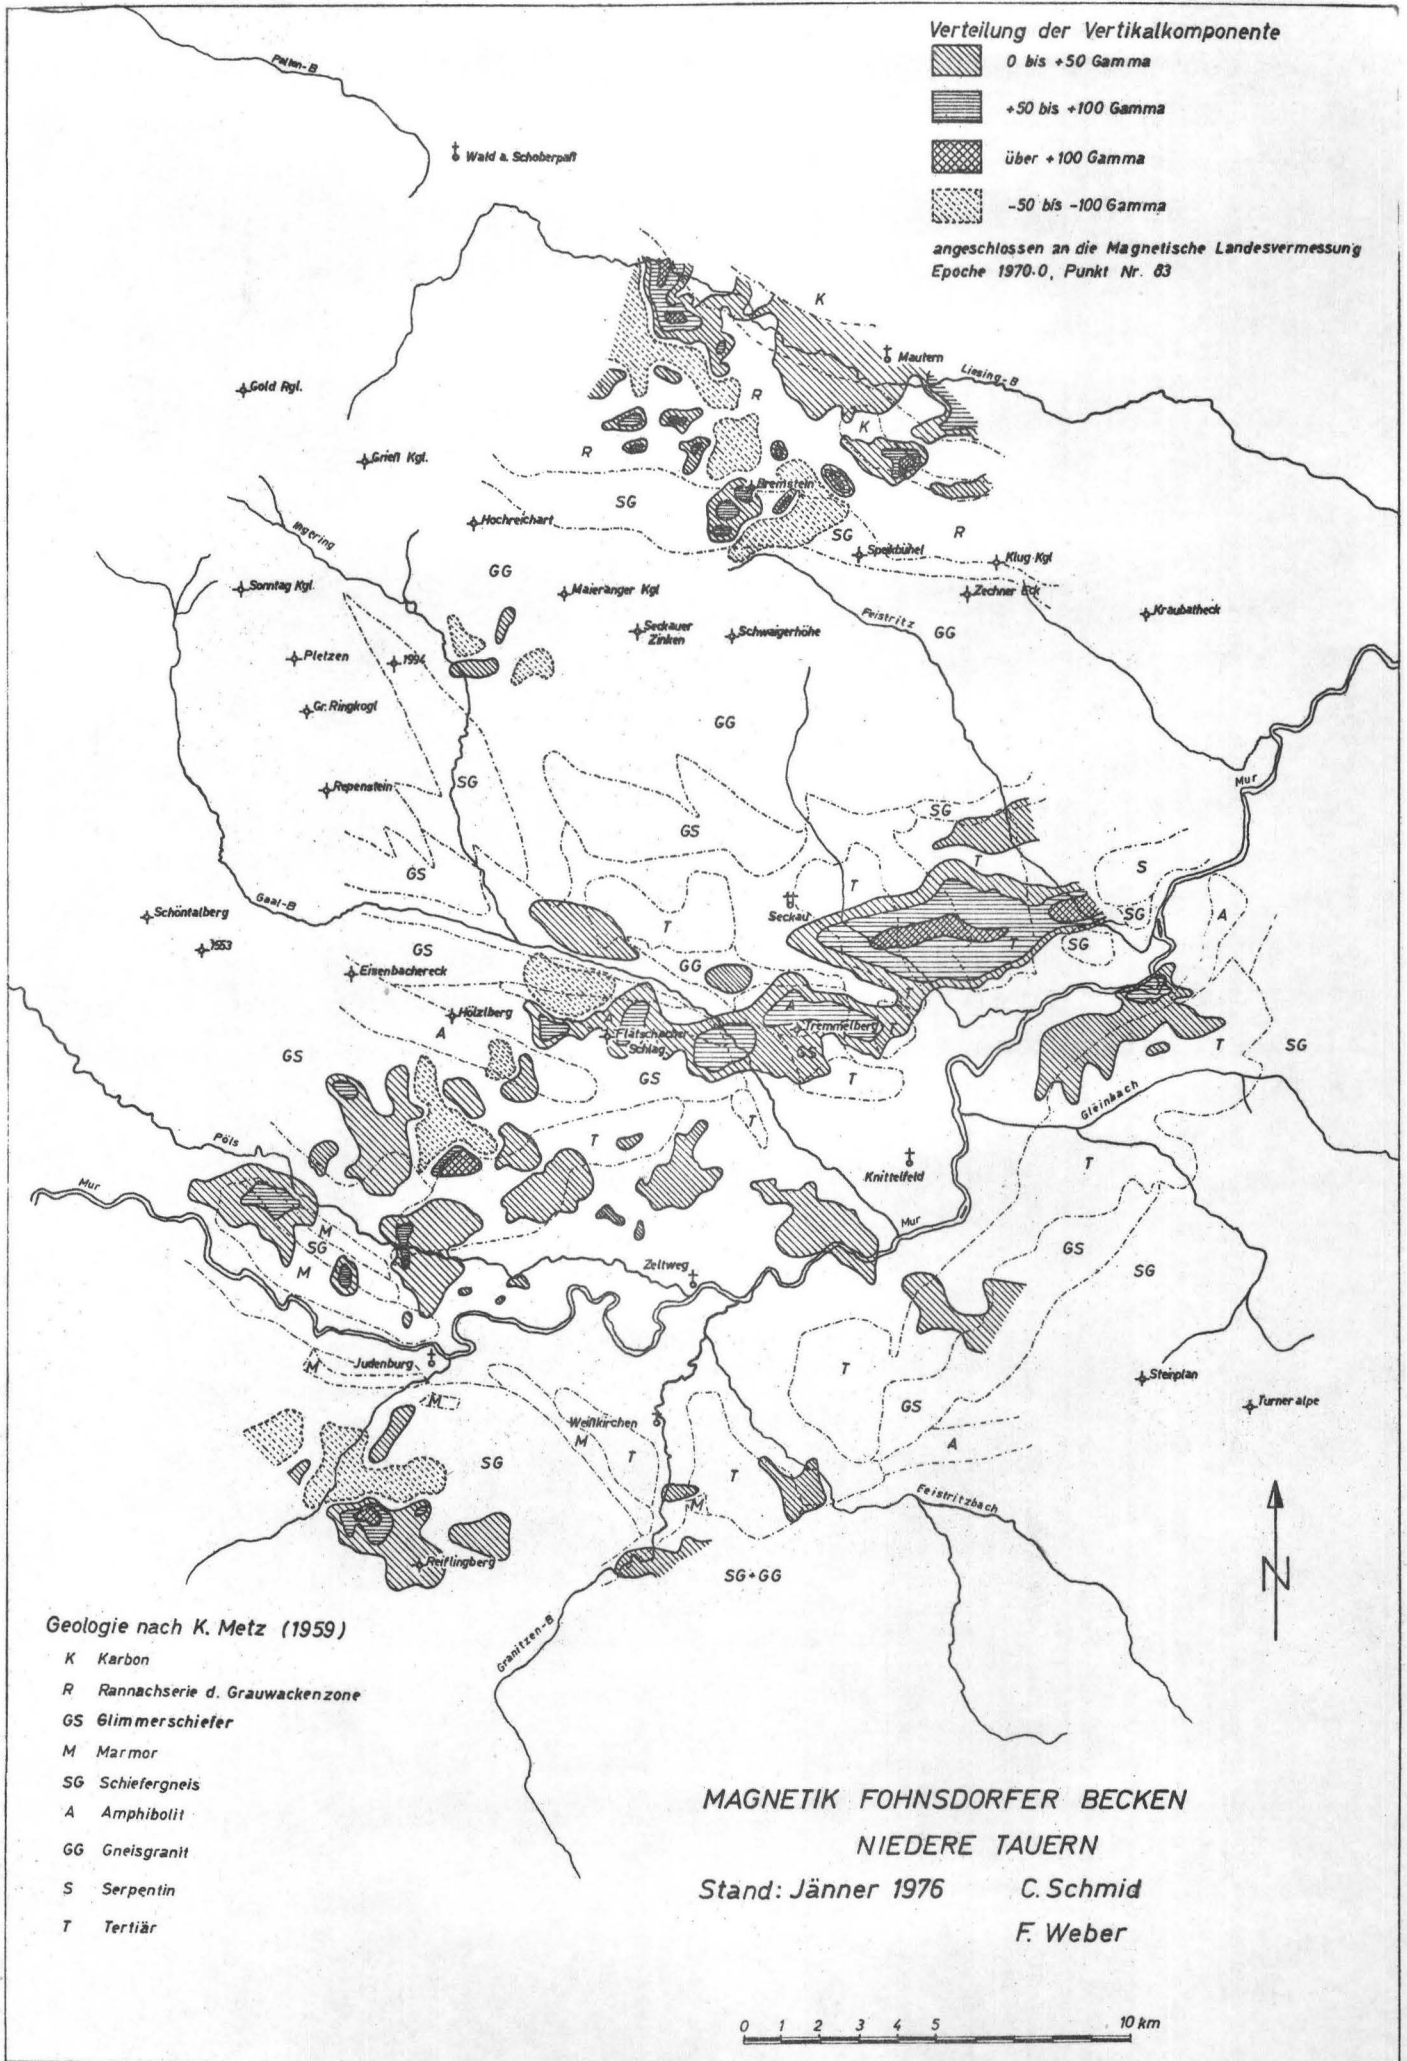 Verteilung der Vertikalkomponente
0 bis +50 Gamma
+50 bis +100 Gamma
über +100 Gamma
-50 bis -100 Gamma
angeschlossen an die Magnetische Landesvermessung
Epoche 1970.0, Punkt Nr. 83
Palten-B
Wald a. Schoberpaß
K
Mautern
Liesing-B
Gold Rgl.
R
K
Grießl Kgl.
R
Bremstein
SG
Hochreichart
SG
R
Ingering
Speikbühel
Klug-Kgl
GG
Sonntag Kgl.
Maieranger Kgl
Zechner Eck
Kraubatheck
Feistritz
Seckauer
Zinken
Schwaigerhöhe
GG
Pletzen
1994
Gr. Ringkogl
GG
Mur
Repenstein
SG
SG
GS
T
S
GS
T
Gaal-B
Schöntalberg
Seckau
SG
A
T
GS
T
SG
GG
Eisenbachereck
Hölzlberg
A
A
A
Flatschacher
Schlag
Tremmelberg
T
GS
T
SG
GS
GS
T
Gleinbach
T
T
T
Pöls
Knittelfeld
Mur
Mur
M
SG
M
GS
SG
Zeltweg
Judenburg
M
T
Steinplan
M
GS
Turner alpe
Weißkirchen
M
A
SG
T
T
M
Feistritzbach
Reiflingberg
SG+GG
N
Granitzen-B
Geologie nach K. Metz (1959)
K Karbon
R Rannachserie d. Grauwackenzone
GS Glimmerschiefer
M Marmor
SG Schiefergneis
A Amphibolit
GG Gneisgranit
S Serpentin
T Tertiär
MAGNETIK FOHNSDORFER BECKEN
NIEDERE TAUERN
Stand: Jänner 1976 C. Schmid
F. Weber
0 1 2 3 4 5 10 km